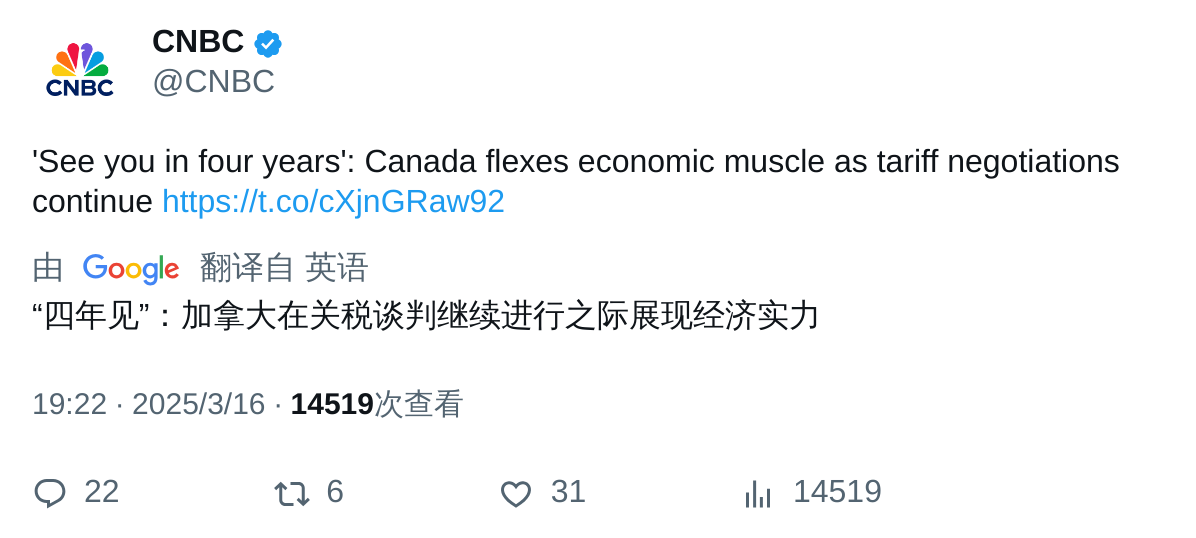 CNBC
CNBC
@CNBC
'See you in four years': Canada flexes economic muscle as tariff negotiations
continue https://t.co/cXjnGRaw92
由 Google 翻译自 英语
“四年见”：加拿大在关税谈判继续进行之际展现经济实力
19:22 · 2025/3/16 · 14519次查看
22 6 31 14519